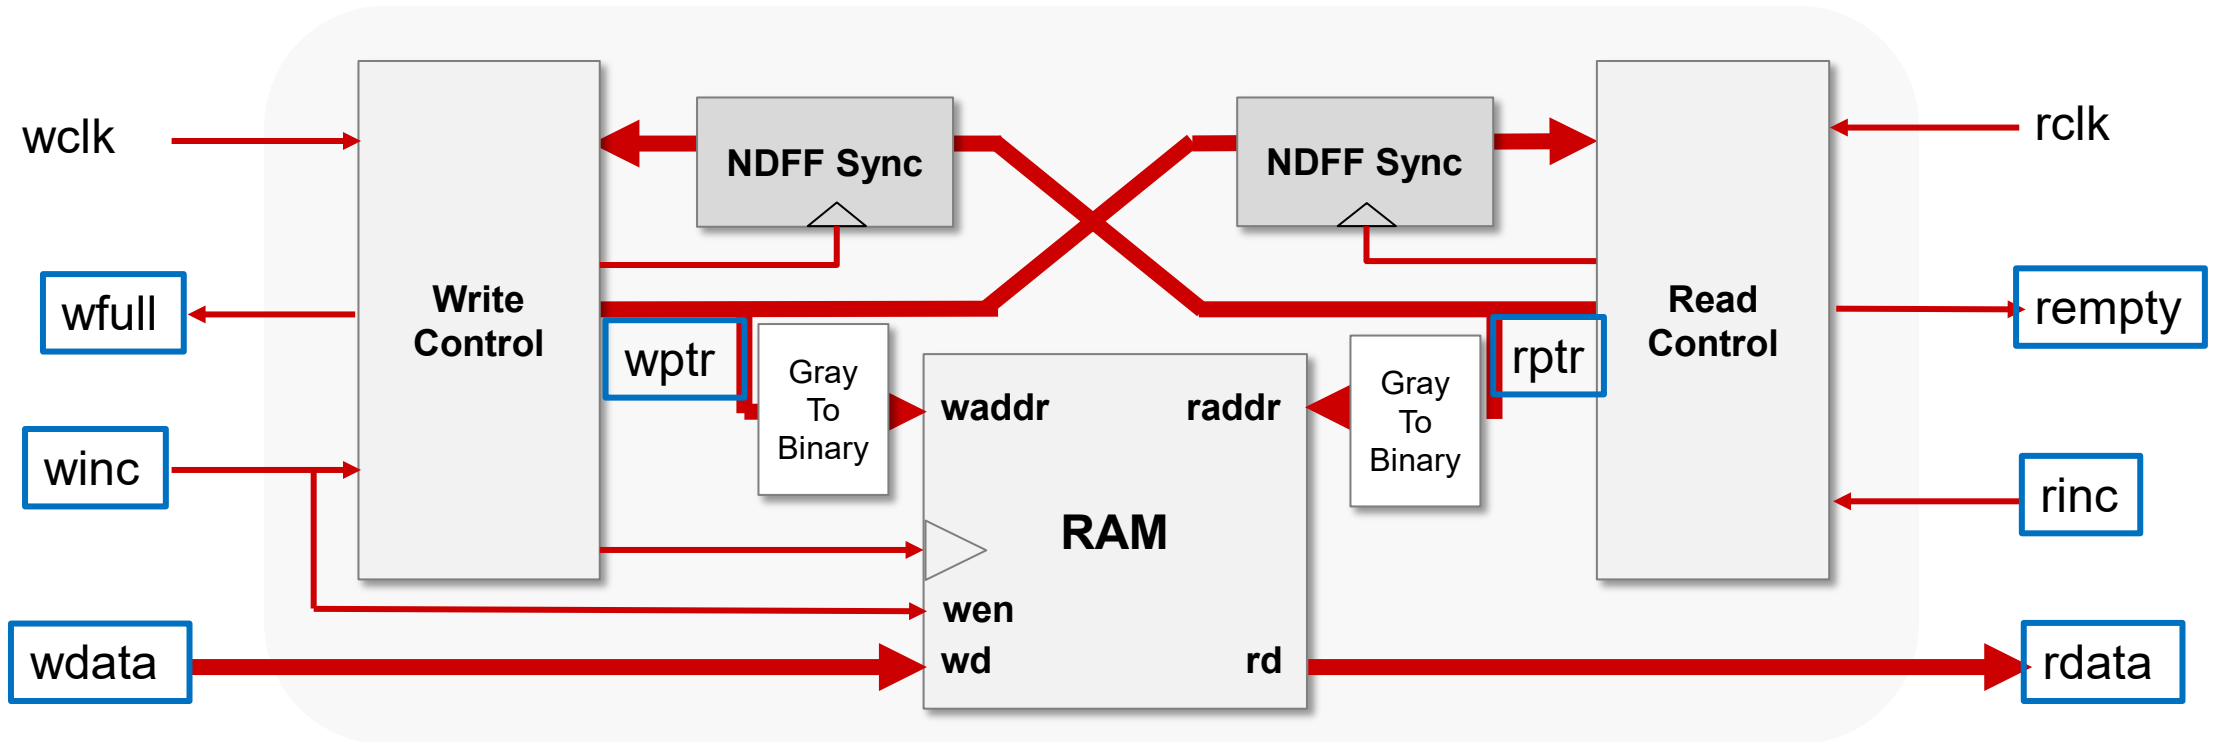 wclk
NDFF Sync
NDFF Sync
rclk
wfull
Write
Control
wptr
Gray
To
Binary
waddr
raddr
Gray
To
Binary
rptr
Read
Control
rempty
winc
RAM
rinc
wen
wdata
wd
rd
rdata